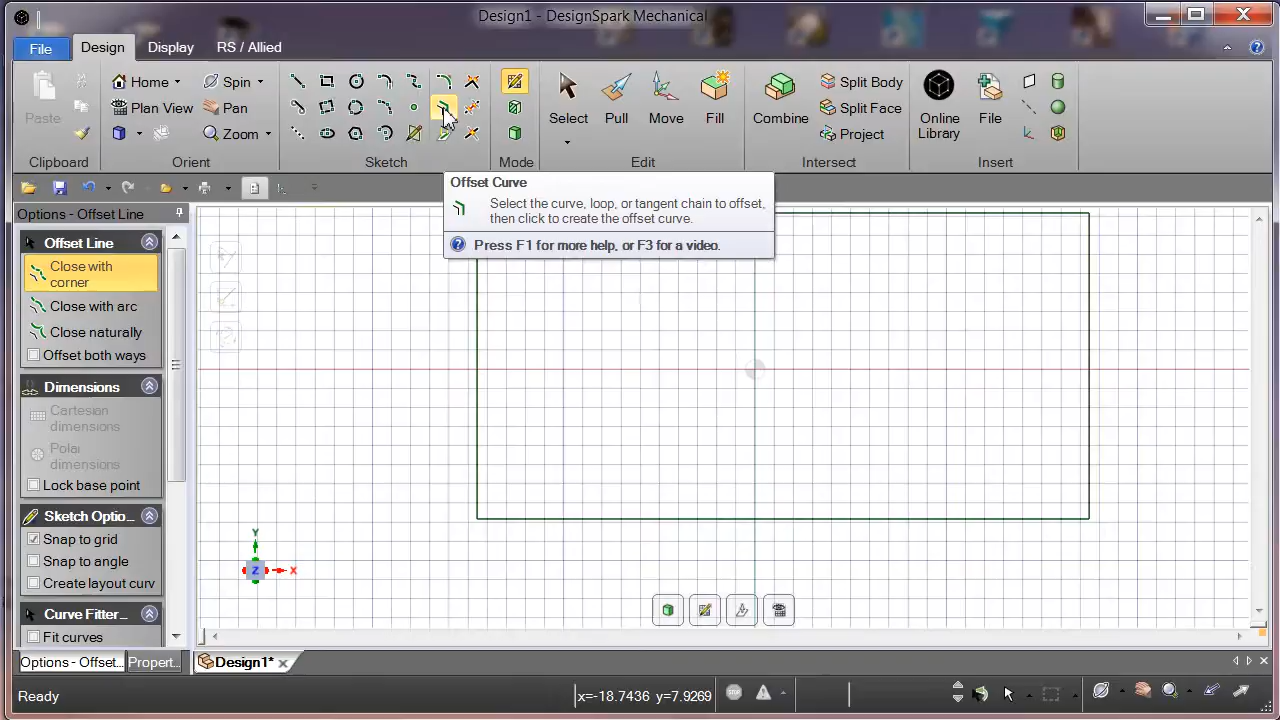 Design1 - DesignSpark Mechanical
File
Design
Display
RS / Allied
Paste
Home
Spin
Plan View
Pan
Zoom
Select
Pull
Move
Fill
Combine
Split Body
Split Face
Project
Online
Library
File
Clipboard
Orient
Sketch
Mode
Edit
Intersect
Insert
Offset Curve
Select the curve, loop, or tangent chain to offset,
then click to create the offset curve.
Press F1 for more help, or F3 for a video.
Options - Offset Line
Offset Line
Close with
corner
Close with arc
Close naturally
Offset both ways
Dimensions
Cartesian
dimensions
Polar
dimensions
Lock base point
Sketch Optio...
Snap to grid
Snap to angle
Create layout curv
Curve Fitter...
Fit curves
Y
Z
X
Options - Offset...
Propert...
Design1*
Ready
x=-18.7436 y=7.9269